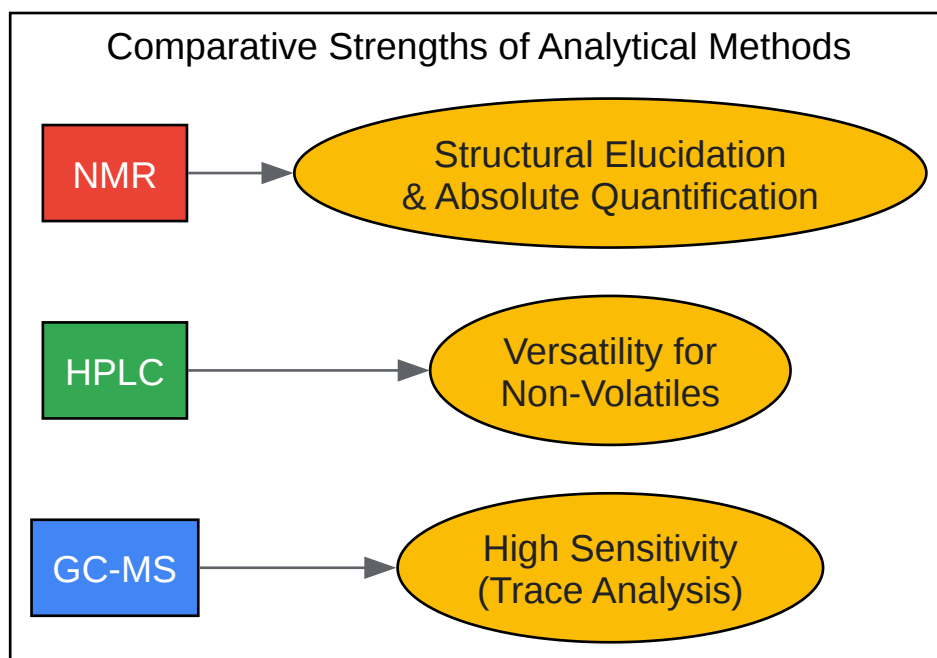 Comparative Strengths of Analytical Methods
NMR
Structural Elucidation
& Absolute Quantification
HPLC
Versatility for
Non-Volatiles
GC-MS
High Sensitivity
(Trace Analysis)